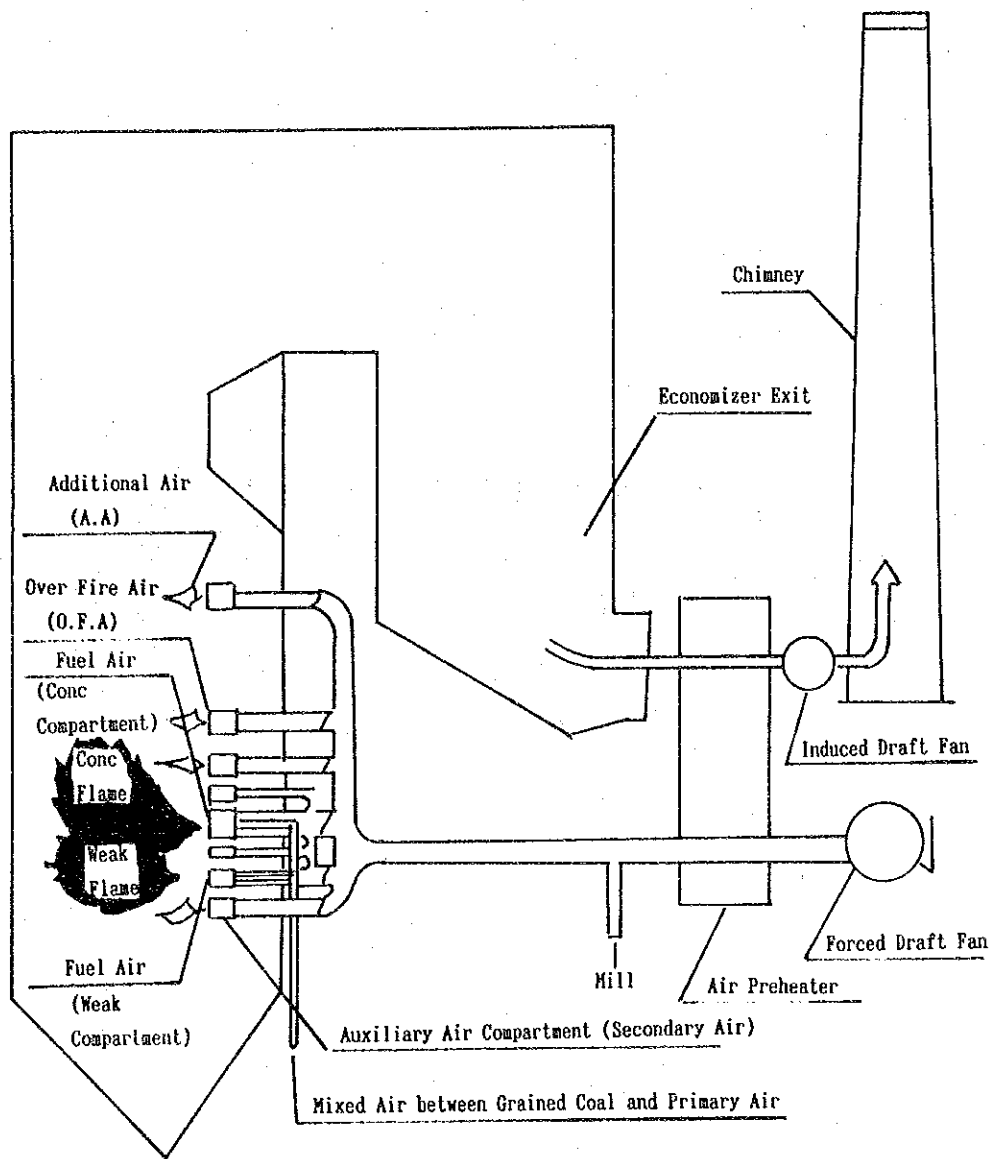 Chimney
Economizer Exit
Additional Air
(A.A)
Over Fire Air
(O.F.A)
Fuel Air
(Conc
Compartment)
Conc
Flame
Weak
Flame
Induced Draft Fan
Forced Draft Fan
Mill
Air Preheater
Fuel Air
(Weak
Compartment)
Auxiliary Air Compartment (Secondary Air)
Mixed Air between Grained Coal and Primary Air